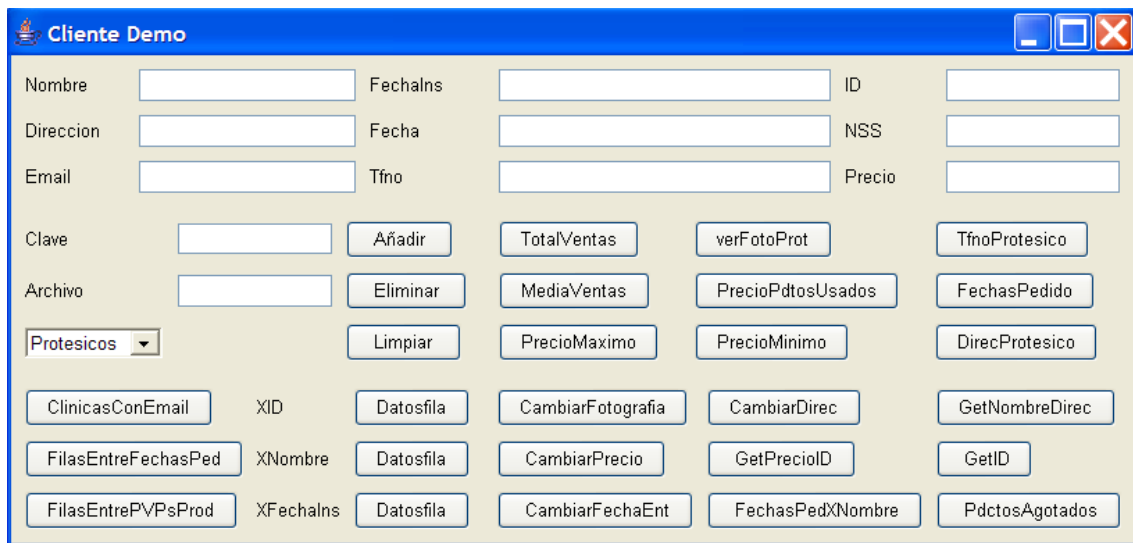 Cliente Demo
Nombre FechaIns ID
Direccion Fecha NSS
Email Tfno Precio
Clave Añadir TotalVentas verFotoProt TfnoProtesico
Archivo Eliminar MediaVentas PrecioPdtosUsados FechasPedido
Protesicos Limpiar PrecioMaximo PrecioMinimo DirecProtesico
ClinicasConEmail XID Datosfila CambiarFotografia CambiarDirec GetNombreDirec
FilasEntreFechasPed XNombre Datosfila CambiarPrecio GetPrecioID GetID
FilasEntrePVPsProd XFechaIns Datosfila CambiarFechaEnt FechasPedXNombre PdctosAgotados